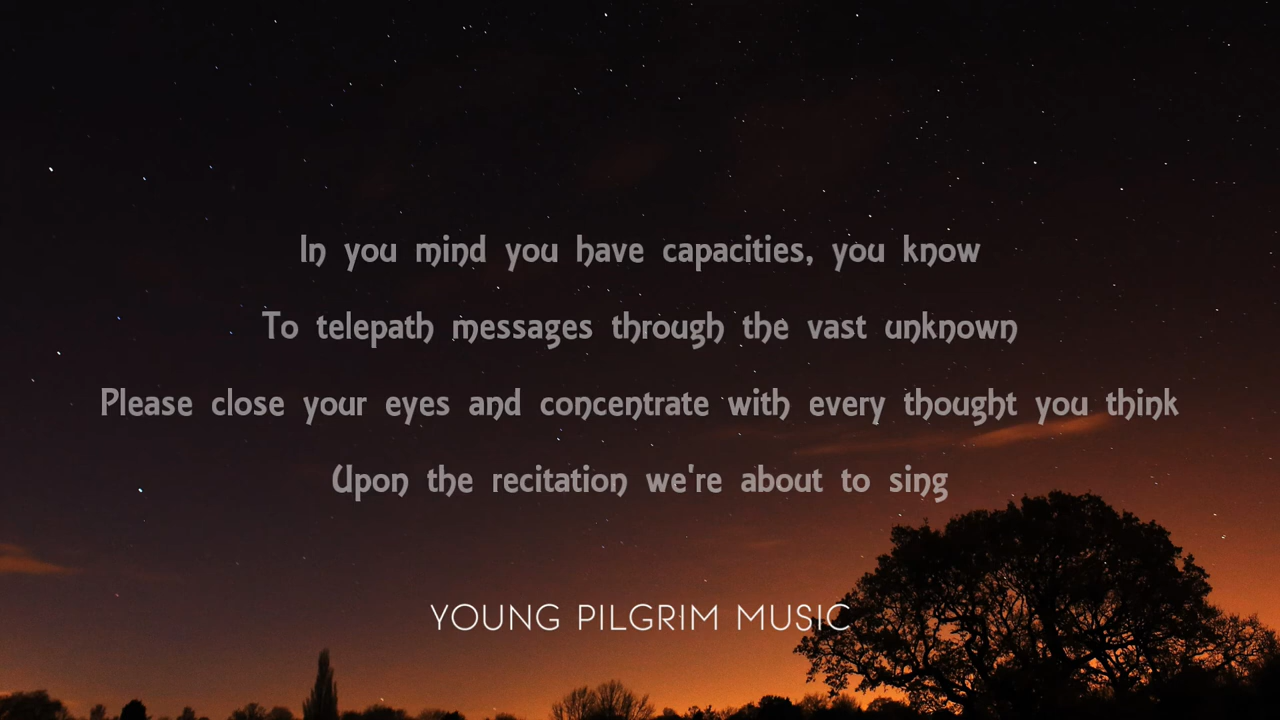 In you mind you have capacities, you know
To telepath messages through the vast unknown
Please close your eyes and concentrate with every thought you think
Upon the recitation we're about to sing
YOUNG PILGRIM MUSIC